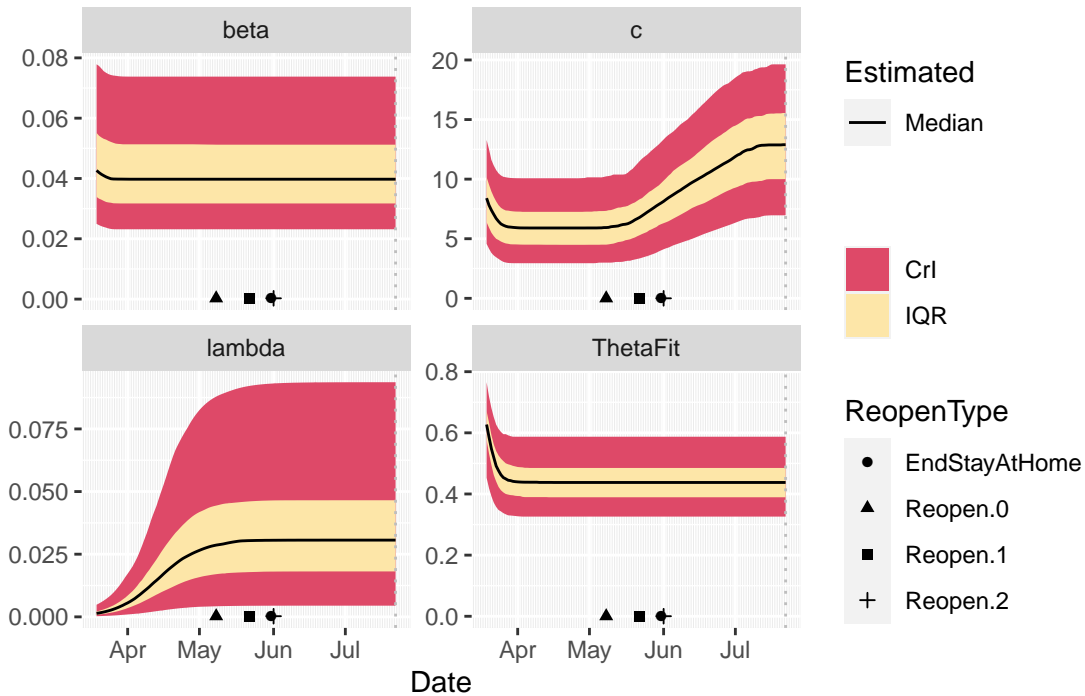 beta
c
0.08
0.06
0.04
0.02
0.00
20
15
10
5
0
lambda
ThetaFit
0.075
0.050
0.025
0.000
0.8
0.6
0.4
0.2
0.0
Apr May Jun Jul
Apr May Jun Jul
Date
Estimated
Median
CrI
IQR
ReopenType
EndStayAtHome
Reopen.0
Reopen.1
Reopen.2